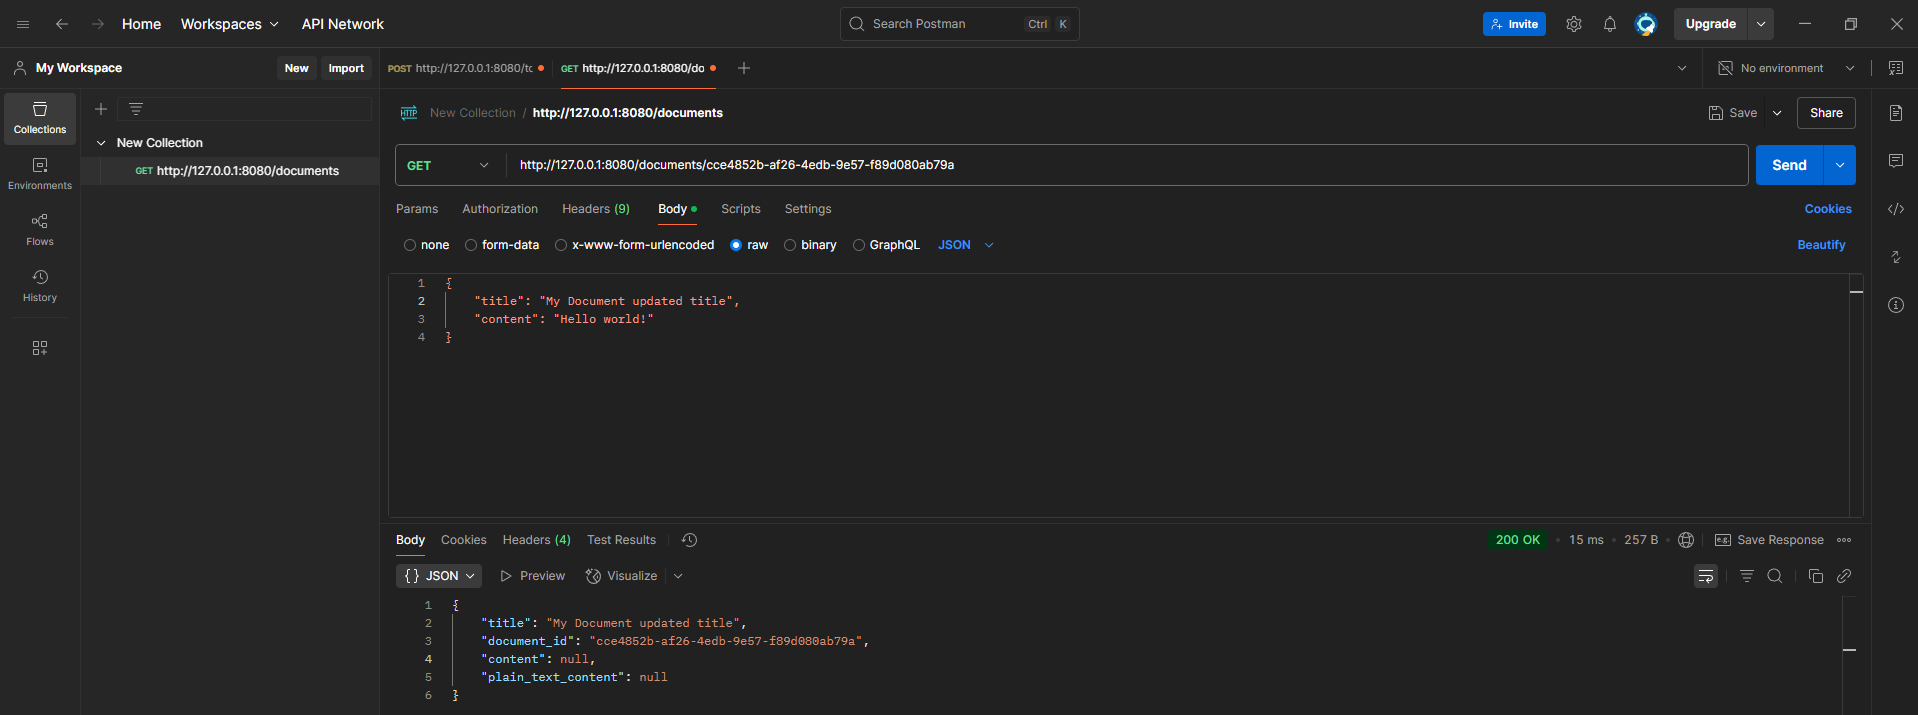 Home Workspaces API Network Search Postman Ctrl K Invite Upgrade
My Workspace New Import POST http://127.0.0.1:8080/tc GET http://127.0.0.1:8080/do No environment
HTTP New Collection / http://127.0.0.1:8080/documents Save Share
Collections
New Collection
GET http://127.0.0.1:8080/documents
Environments
Flows
History
GET http://127.0.0.1:8080/documents/cce4852b-af26-4edb-9e57-f89d080ab79a Send
Params Authorization Headers (9) Body Scripts Settings Cookies
none form-data x-www-form-urlencoded raw binary GraphQL JSON Beautify
1 {
2 "title": "My Document updated title",
3 "content": "Hello world!"
4 }
Body Cookies Headers (4) Test Results 200 OK • 15 ms • 257 B • e.g. Save Response
{} JSON Preview Visualize
1 {
2 "title": "My Document updated title",
3 "document_id": "cce4852b-af26-4edb-9e57-f89d080ab79a",
4 "content": null,
5 "plain_text_content": null
6 }